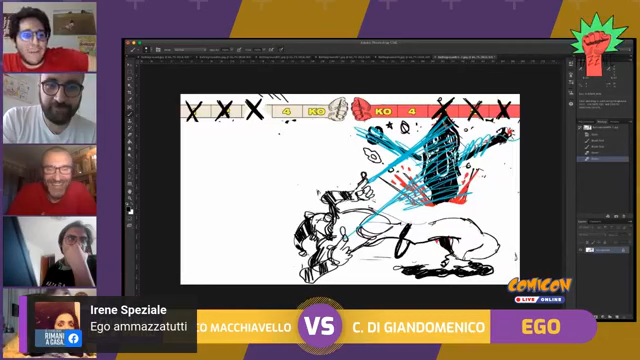 4 KO KO 4
COMICON
LIVE ONLINE
Irene Speziale
Ego ammazzatutti
RIMANI
A CASA
CO MACCHIAVELLO VS C. DI GIANDOMENICO EGO